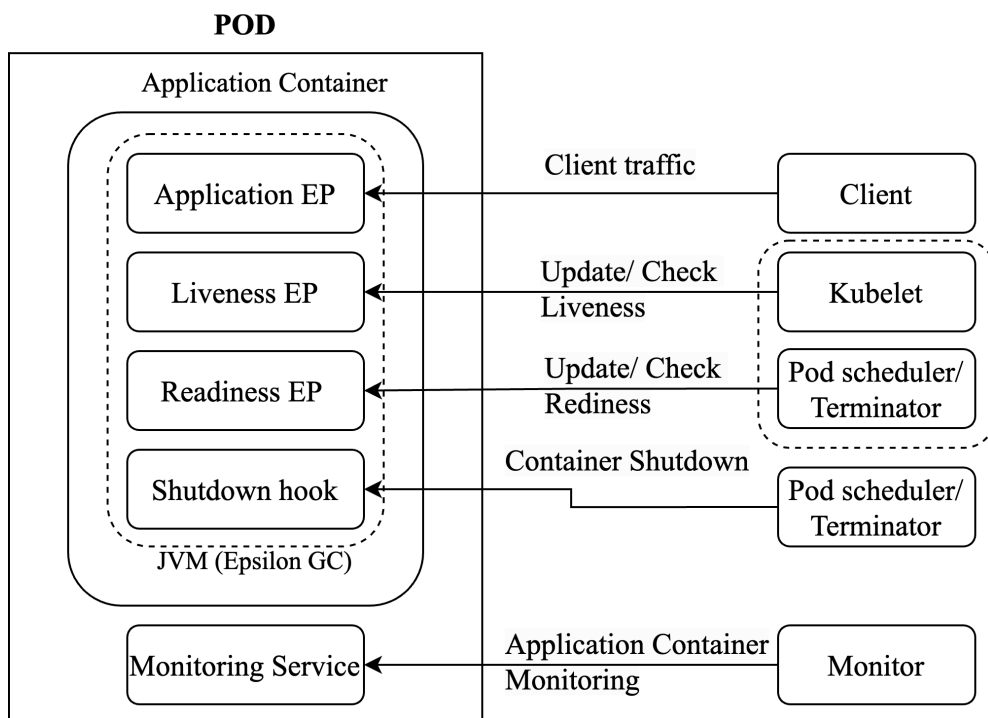 POD
Application Container
Application EP
Client traffic
Client
Liveness EP
Update/ Check
Liveness
Kubelet
Readiness EP
Update/ Check
Rediness
Pod scheduler/
Terminator
Shutdown hook
Container Shutdown
Pod scheduler/
Terminator
JVM (Epsilon GC)
Monitoring Service
Application Container
Monitoring
Monitor